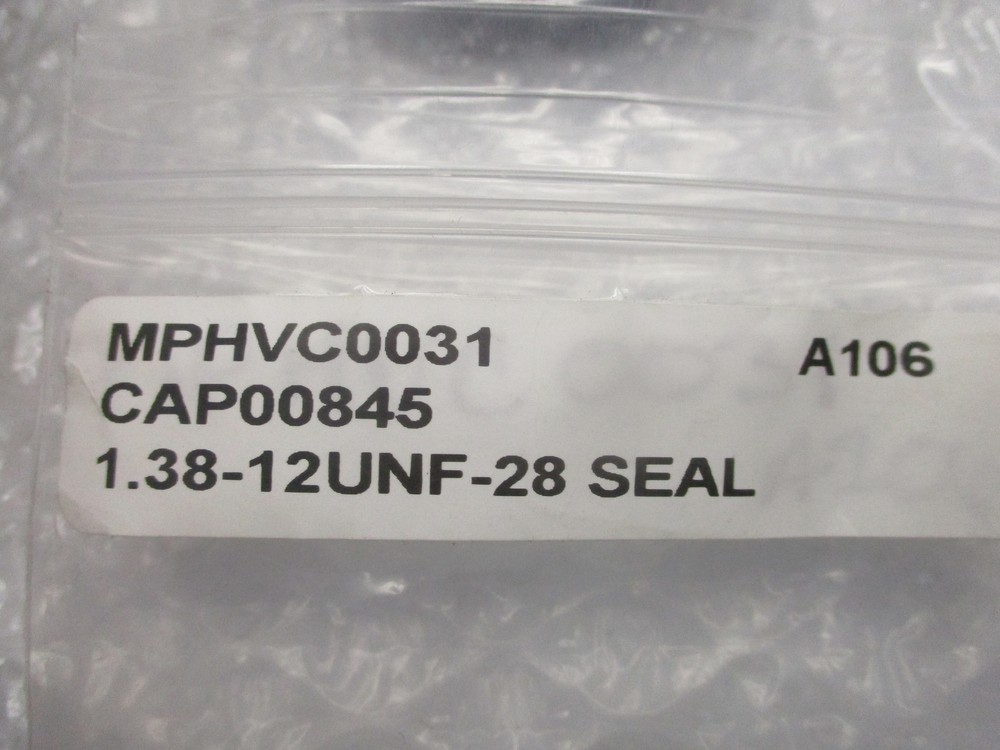 MPHVC0031 A106
CAP00845
1.38-12UNF-28 SEAL